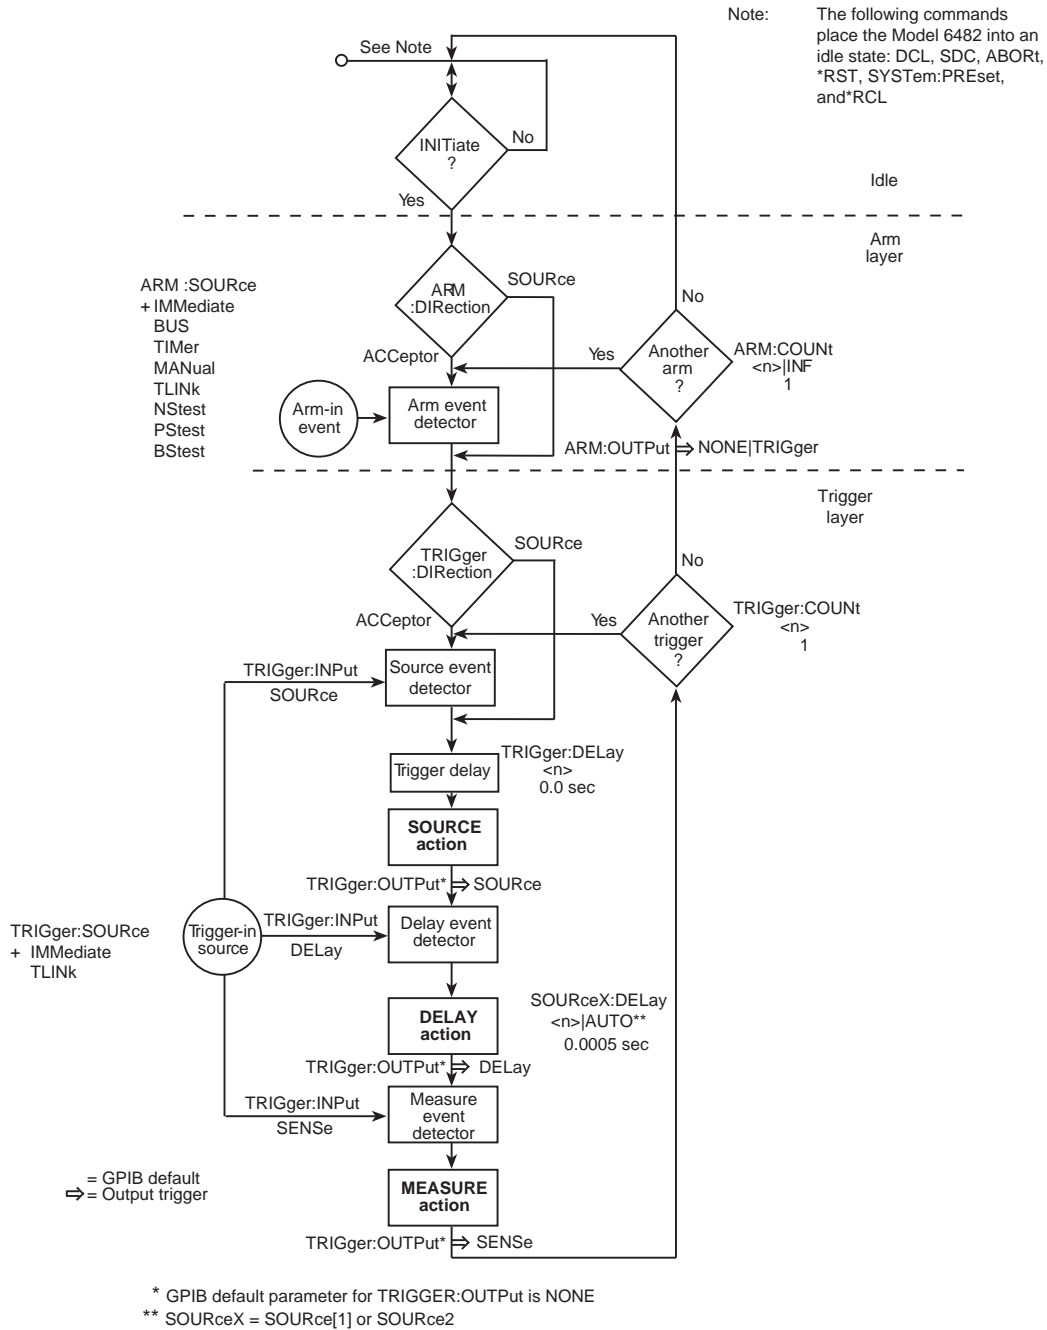 Note: The following commands
place the Model 6482 into an
idle state: DCL, SDC, ABORt,
*RST, SYSTem:PREset,
and*RCL
See Note
INITiate
?
No
Yes
Idle
Arm
layer
ARM :SOURce
+ IMMediate
BUS
TIMer
MANual
TLINk
NStest
PStest
BStest
ARM
:DIRection
SOURce
ACCeptor
Arm-in
event
Arm event
detector
No
Yes
Another
arm
?
ARM:COUNt
<n>|INF
1
ARM:OUTPut ⇒ NONE|TRIGger
Trigger
layer
TRIGger
:DIRection
SOURce
ACCeptor
No
Yes
Another
trigger
?
TRIGger:COUNt
<n>
1
TRIGger:INPut
SOURce
Source event
detector
Trigger delay
TRIGger:DELay
<n>
0.0 sec
SOURCE
action
TRIGger:OUTPut* ⇒ SOURce
TRIGger:SOURce
+ IMMediate
TLINk
Trigger-in
source
TRIGger:INPut
DELay
Delay event
detector
DELAY
action
SOURceX:DELay
<n>|AUTO**
0.0005 sec
TRIGger:OUTPut* ⇒ DELay
TRIGger:INPut
SENSe
Measure
event
detector
MEASURE
action
= GPIB default
⇒ = Output trigger
TRIGger:OUTPut* ⇒ SENSe
* GPIB default parameter for TRIGGER:OUTPut is NONE
** SOURceX = SOURce[1] or SOURce2